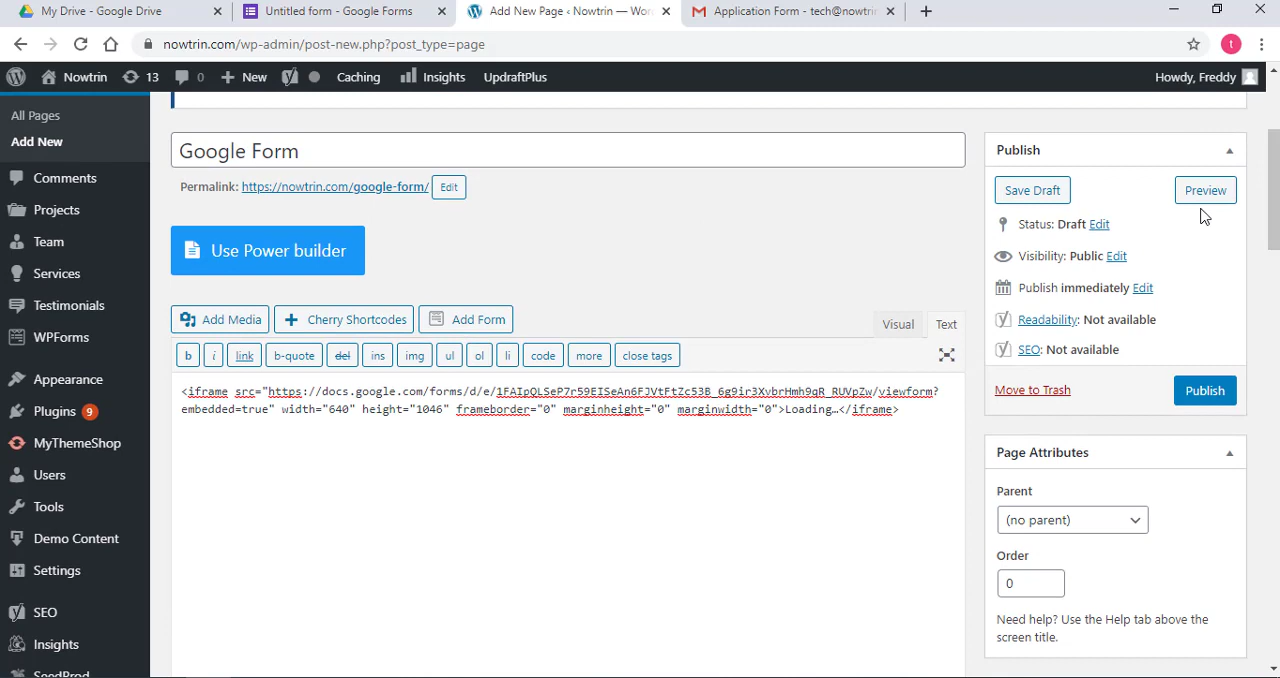 My Drive - Google Drive
Untitled form - Google Forms
Add New Page ‹ Nowtrin — Wor
Application Form - tech@nowtrin
nowtrin.com/wp-admin/post-new.php?post_type=page
t
Nowtrin 13 0 New Caching Insights UpdraftPlus Howdy, Freddy
All Pages
Add New
Comments
Projects
Team
Services
Testimonials
WPForms
Appearance
Plugins 9
MyThemeShop
Users
Tools
Demo Content
Settings
SEO
Insights
SeedProd
Google Form
Permalink: https://nowtrin.com/google-form/ Edit
Use Power builder
Add Media Cherry Shortcodes Add Form
Visual Text
b i link b-quote del ins img ul ol li code more close tags
<iframe src="https://docs.google.com/forms/d/e/1FAIpQLSeP7r59EISeAn6FJVtFtZc53B_6g9ir3XvbrHmh9qR_RUVpZw/viewform?
embedded=true" width="640" height="1046" frameborder="0" marginheight="0" marginwidth="0">Loading…</iframe>
Publish
Save Draft Preview
Status: Draft Edit
Visibility: Public Edit
Publish immediately Edit
Readability: Not available
SEO: Not available
Move to Trash Publish
Page Attributes
Parent
(no parent)
Order
0
Need help? Use the Help tab above the
screen title.